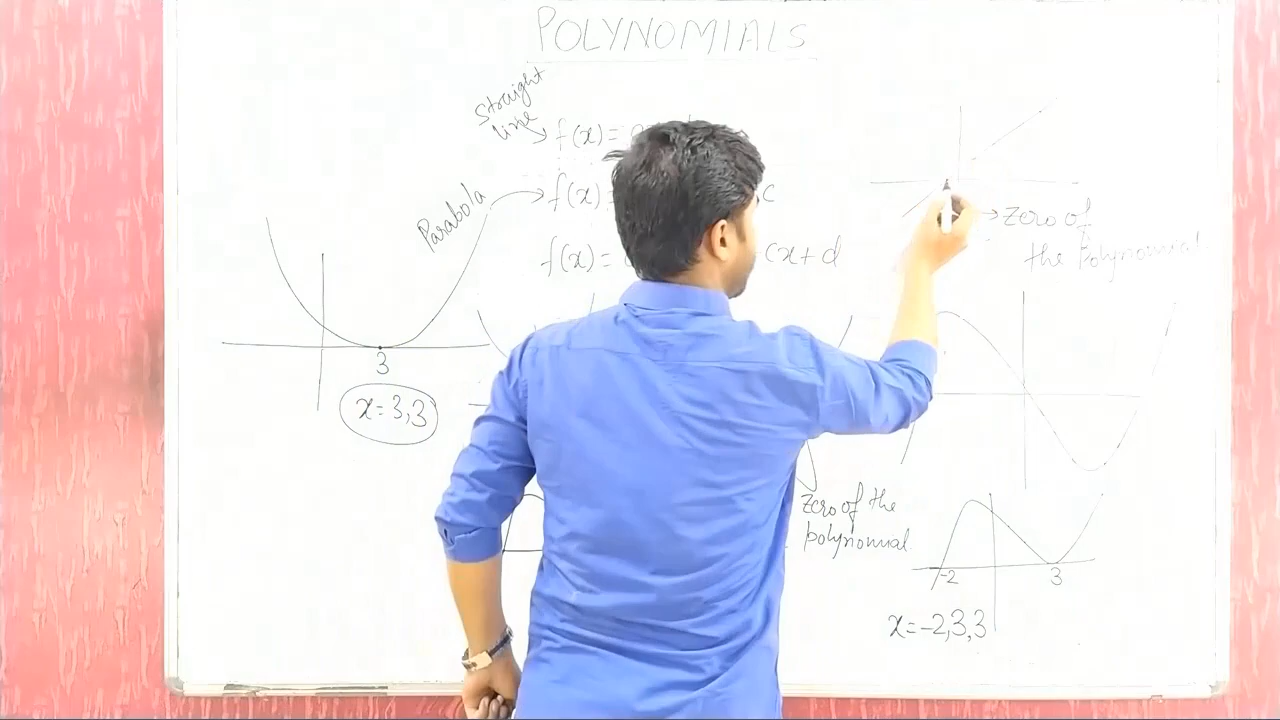 POLYNOMIALS
straight
line
f(x) =
Parabola
f(x)
c
f(x) =
cx + d
zero of
the Polynomial
3
x = 3,3
zero of the
polynomial
-2
3
x = -2,3,3